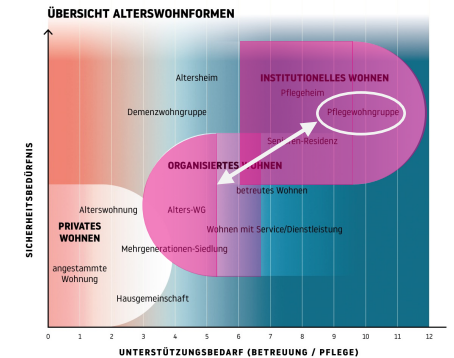 ÜBERSICHT ALTERSWOHNFORMEN
Altersheim
INSTITUTIONELLES WOHNEN
Pflegeheim
Demenzwohngruppe
Pflegewohngruppe
Senioren-Residenz
ORGANISIERTES WOHNEN
betreutes Wohnen
Alterswohnung
Alters-WG
PRIVATES
WOHNEN
Wohnen mit Service/Dienstleistung
Mehrgenerationen-Siedlung
angestammte
Wohnung
Hausgemeinschaft
SICHERHEITSBEDÜRFNIS
0 1 2 3 4 5 6 7 8 9 10 11 12
UNTERSTÜTZUNGSBEDARF (BETREUUNG / PFLEGE)